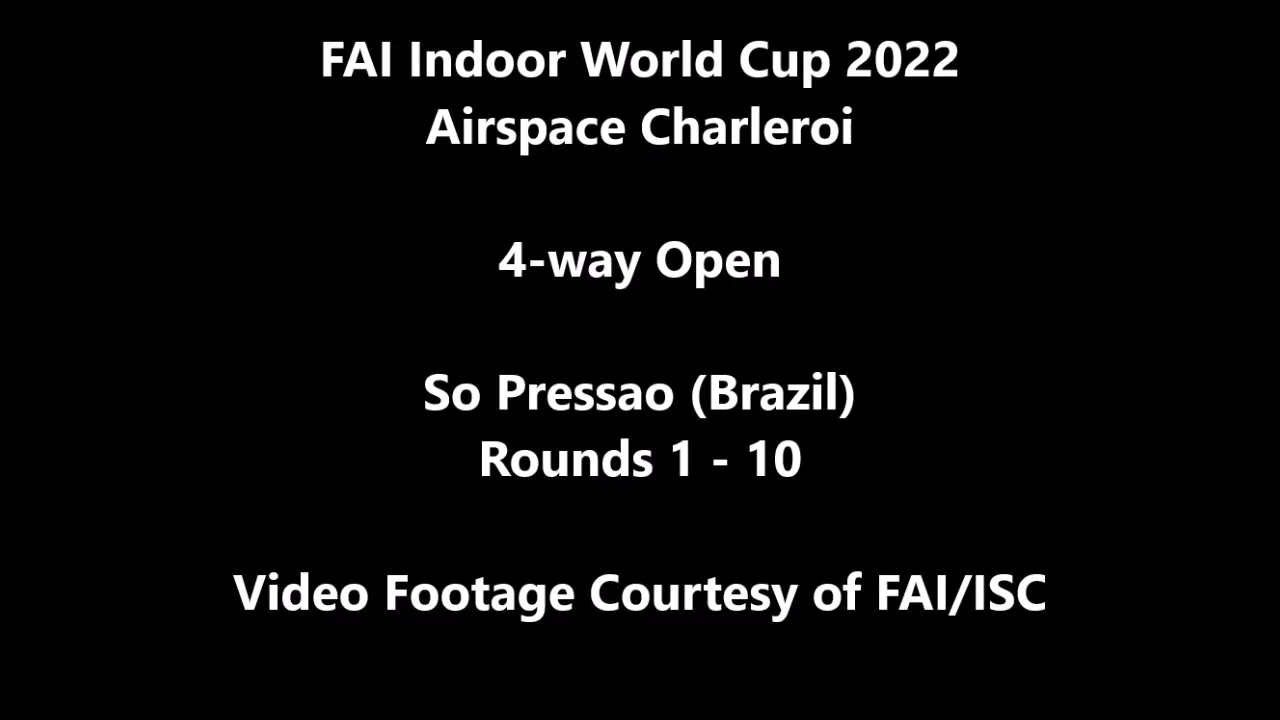 FAI Indoor World Cup 2022
Airspace Charleroi
4-way Open
So Pressao (Brazil)
Rounds 1 - 10
Video Footage Courtesy of FAI/ISC